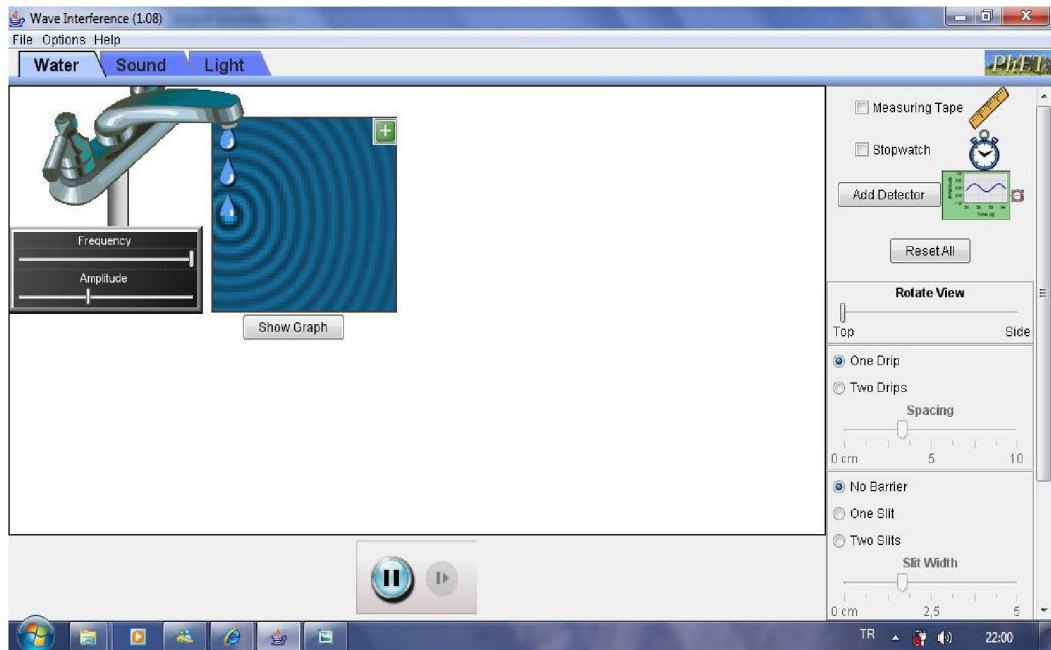 Wave Interference (1.08)
File Options Help
Water Sound Light
PhET
Measuring Tape
Stopwatch
Add Detector
Reset All
Frequency
Amplitude
Show Graph
Rotate View
Top Side
One Drip
Two Drips
Spacing
0 cm 5 10
No Barrier
One Slit
Two Slits
Slit Width
0 cm 2,5 5
TR 22:00